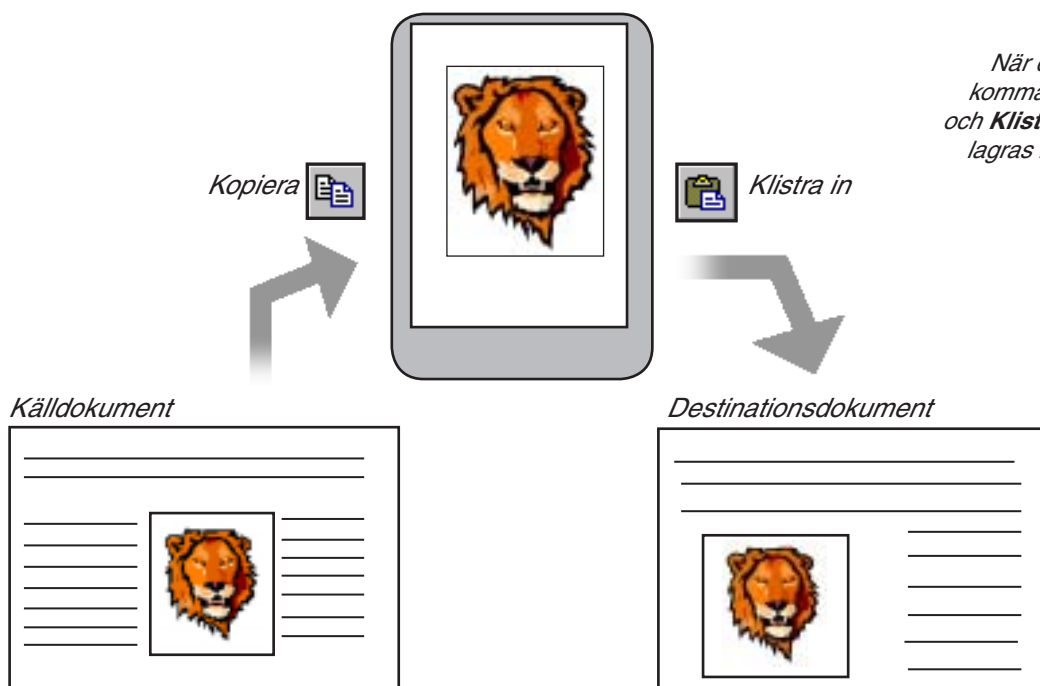 När
komma
och Klist
lagras
Kopiera
Klistra in
Källdokument
Destinationsdokument